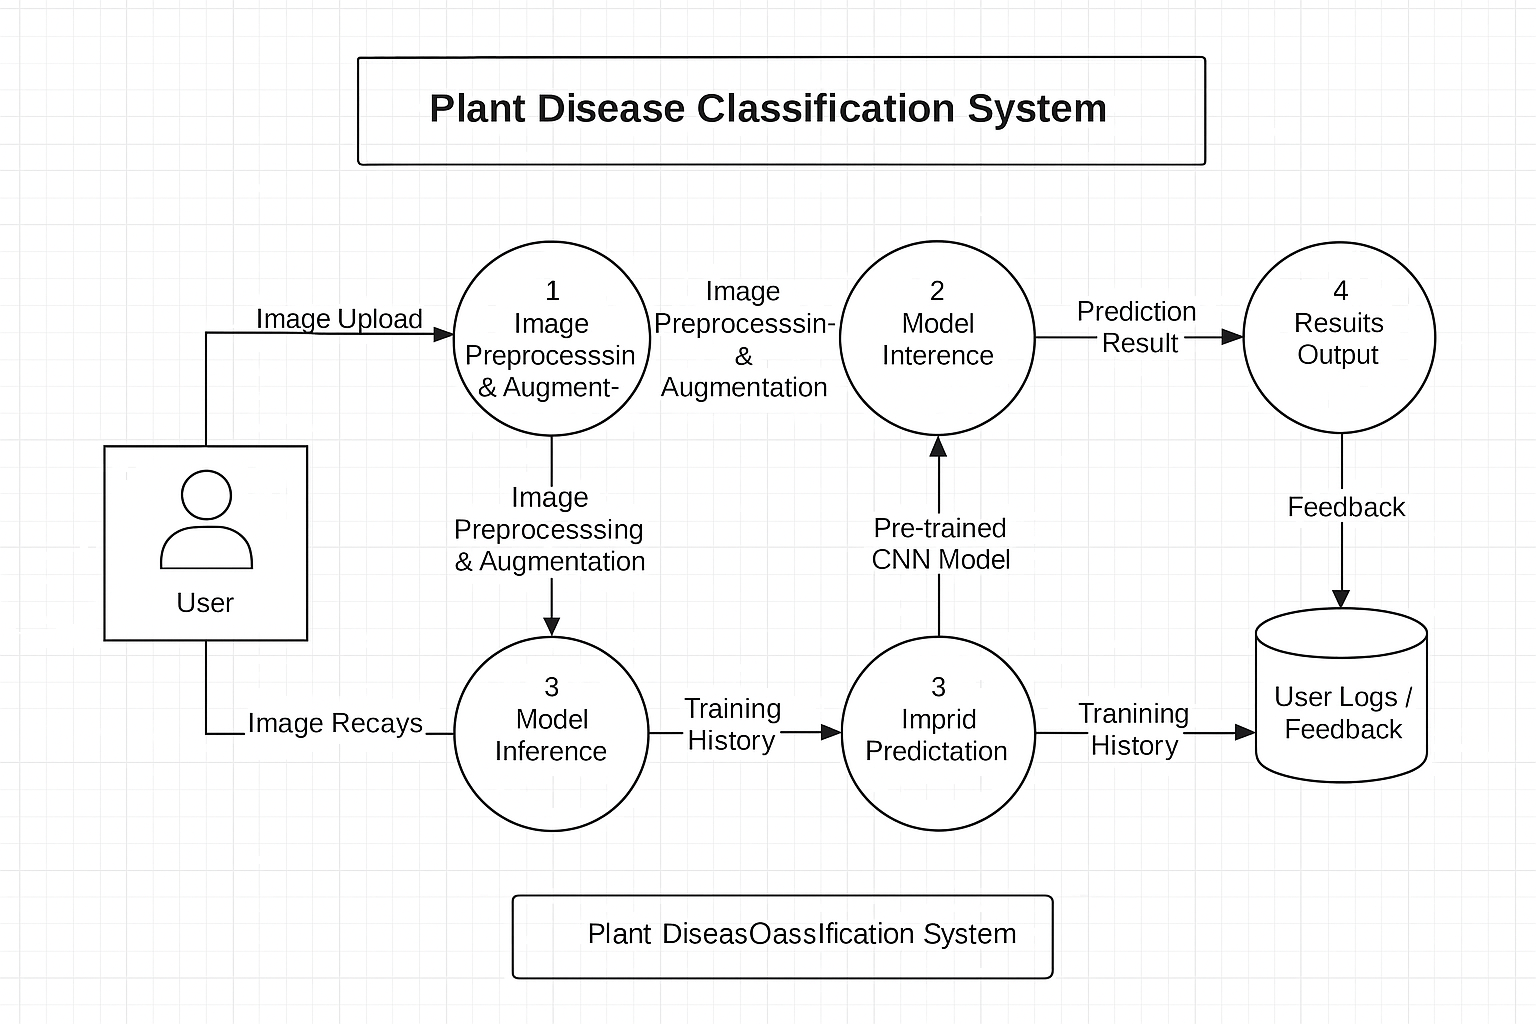 Plant Disease Classification System
Image Upload
1
Image
Preprocesssin
& Augment-
Image
Preprocesssin-
&
Augmentation
2
Model
Interence
Prediction
Result
4
Resuits
Output
User
Image
Preprocesssing
& Augmentation
Pre-trained
CNN Model
Feedback
Image Recays
3
Model
Inference
Training
History
3
Imprid
Predictation
Tranining
History
User Logs /
Feedback
Plant DiseasOassIfication System